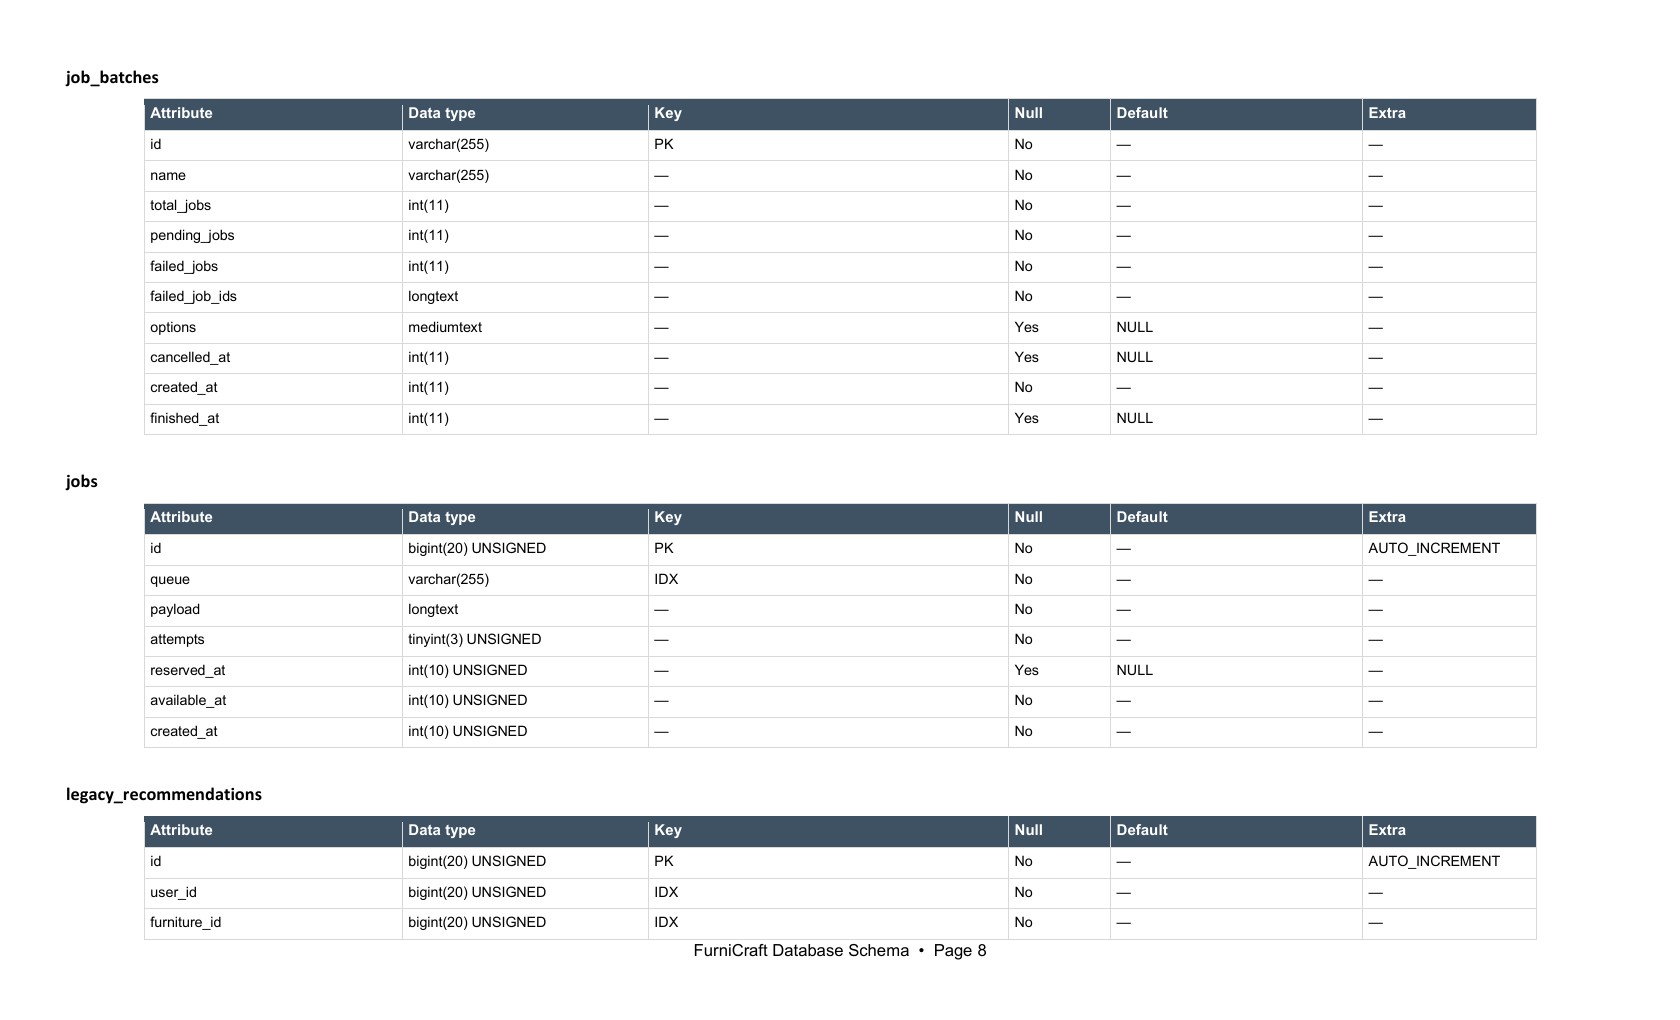 job_batches
Attribute Data type Key Null Default Extra
id varchar(255) PK No — —
name varchar(255) — No — —
total_jobs int(11) — No — —
pending_jobs int(11) — No — —
failed_jobs int(11) — No — —
failed_job_ids longtext — No — —
options mediumtext — Yes NULL —
cancelled_at int(11) — Yes NULL —
created_at int(11) — No — —
finished_at int(11) — Yes NULL —
jobs
Attribute Data type Key Null Default Extra
id bigint(20) UNSIGNED PK No — AUTO_INCREMENT
queue varchar(255) IDX No — —
payload longtext — No — —
attempts tinyint(3) UNSIGNED — No — —
reserved_at int(10) UNSIGNED — Yes NULL —
available_at int(10) UNSIGNED — No — —
created_at int(10) UNSIGNED — No — —
legacy_recommendations
Attribute Data type Key Null Default Extra
id bigint(20) UNSIGNED PK No — AUTO_INCREMENT
user_id bigint(20) UNSIGNED IDX No — —
furniture_id bigint(20) UNSIGNED IDX No — —
FurniCraft Database Schema • Page 8